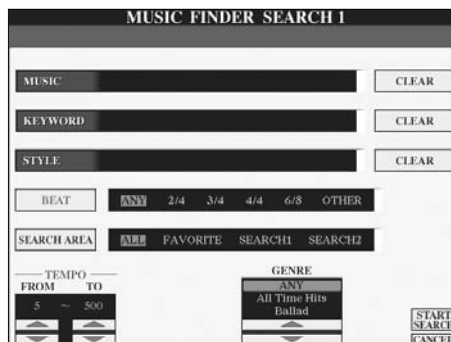 MUSIC FINDER SEARCH 1
MUSIC CLEAR
KEYWORD CLEAR
STYLE CLEAR
BEAT ANY 2/4 3/4 4/4 6/8 OTHER
SEARCH AREA ALL FAVORITE SEARCH1 SEARCH2
TEMPO
FROM TO
5 ~ 500
GENRE
ANY
All Time Hits
Ballad
START
SEARCH
CANCEL